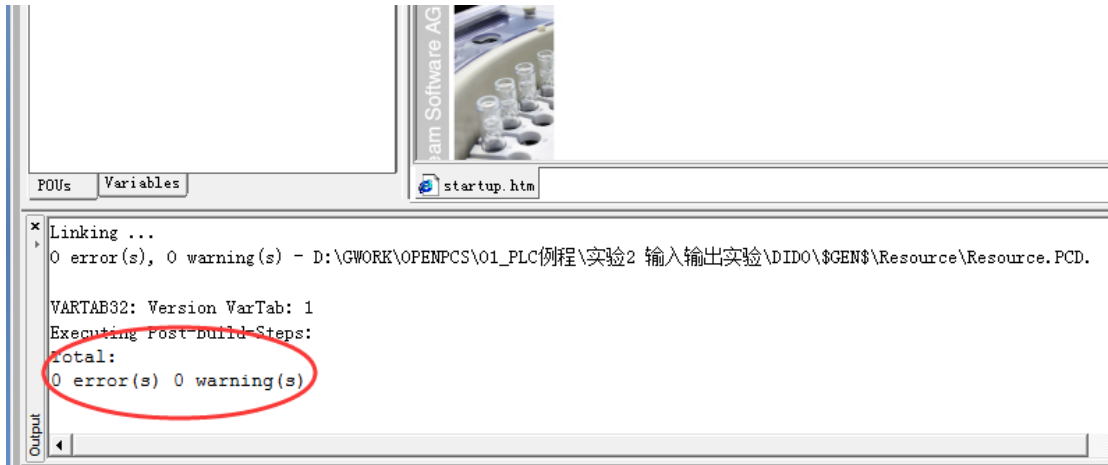 am Software AG
POUs
Variables
startup.htm
Linking ...
0 error(s), 0 warning(s) - D:\GWORK\OPENPCS\01_PLC例程\实验2 输入输出实验\DIDO\$GEN$\Resource\Resource.PCD.
VARTAB32: Version VarTab: 1
Executing Post-Build-Steps:
Total:
0 error(s) 0 warning(s)
Output